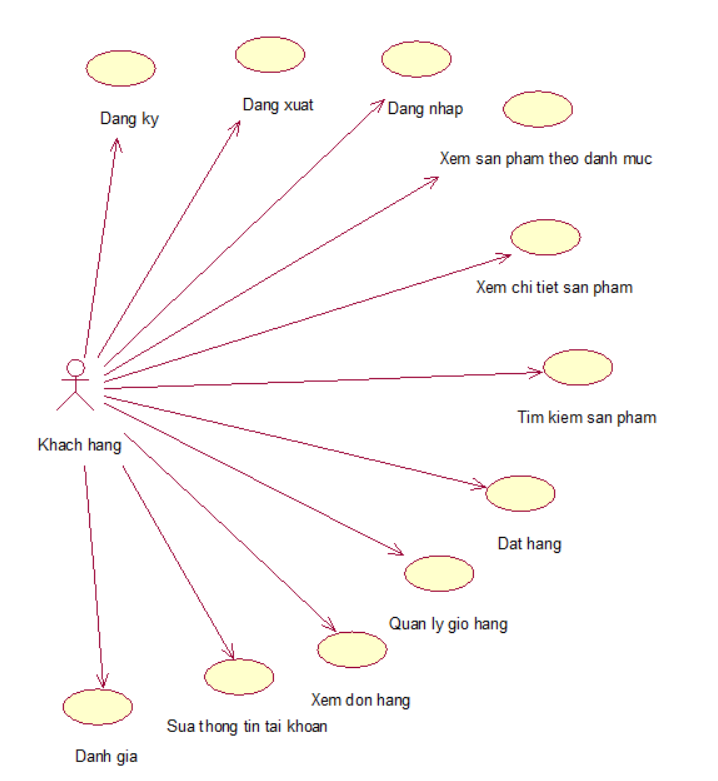 Dang ky
Dang xuat
Dang nhap
Xem san pham theo danh muc
Xem chi tiet san pham
Tim kiem san pham
Khach hang
Dat hang
Quan ly gio hang
Xem don hang
Sua thong tin tai khoan
Danh gia